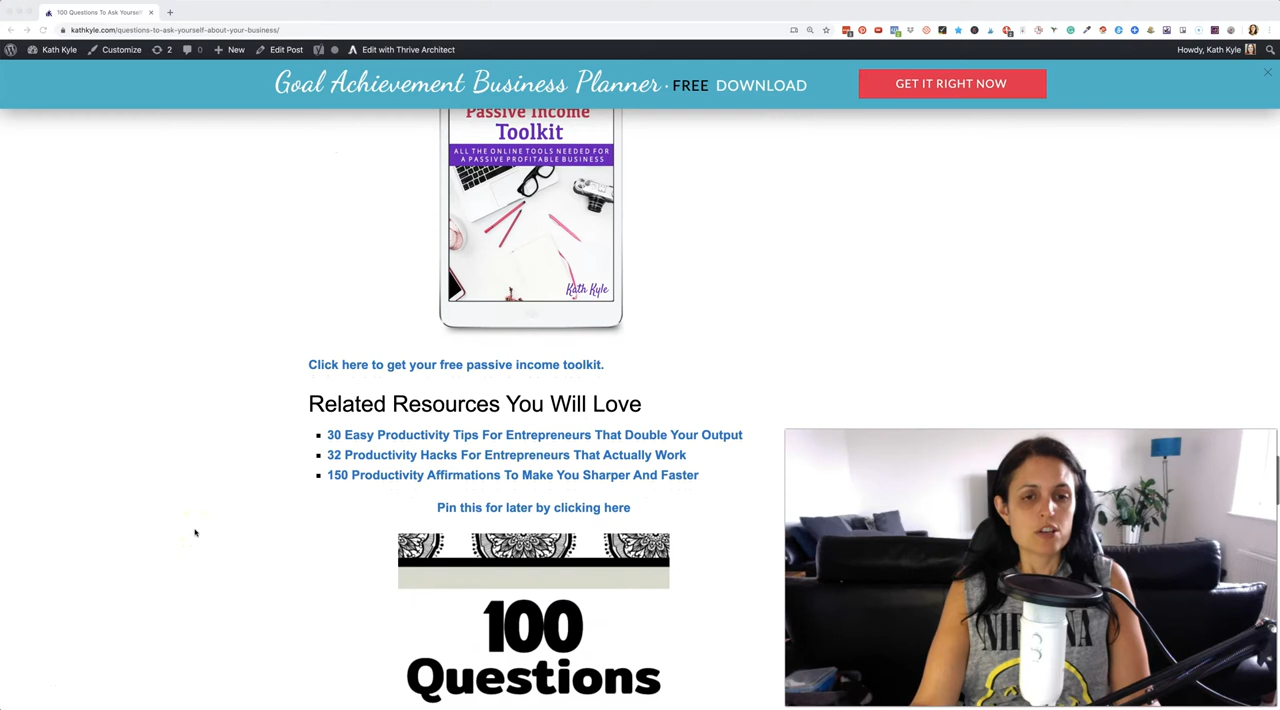 100 Questions To Ask Yourself
kathkyle.com/questions-to-ask-yourself-about-your-business/
Kath Kyle Customize 2 0 New Edit Post Edit with Thrive Architect Howdy, Kath Kyle
Goal Achievement Business Planner · FREE DOWNLOAD GET IT RIGHT NOW
Passive Income
Toolkit
ALL THE ONLINE TOOLS NEEDED FOR
A PASSIVE PROFITABLE BUSINESS
Kath Kyle
Click here to get your free passive income toolkit.
Related Resources You Will Love
30 Easy Productivity Tips For Entrepreneurs That Double Your Output
32 Productivity Hacks For Entrepreneurs That Actually Work
150 Productivity Affirmations To Make You Sharper And Faster
Pin this for later by clicking here
100
Questions